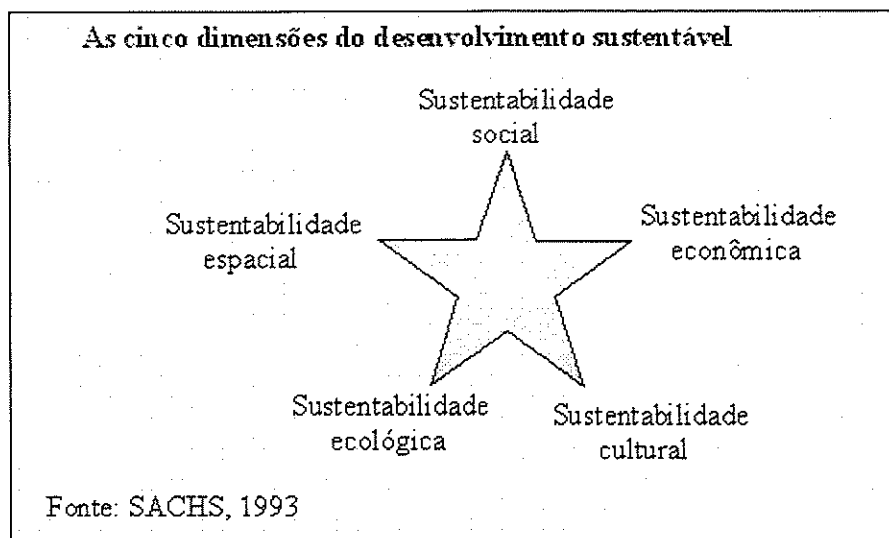 As cinco dimensões do desenvolvimento sustentável
Sustentabilidade
social
Sustentabilidade
espacial
Sustentabilidade
econômica
Sustentabilidade
ecológica
Sustentabilidade
cultural
Fonte: SACHS, 1993